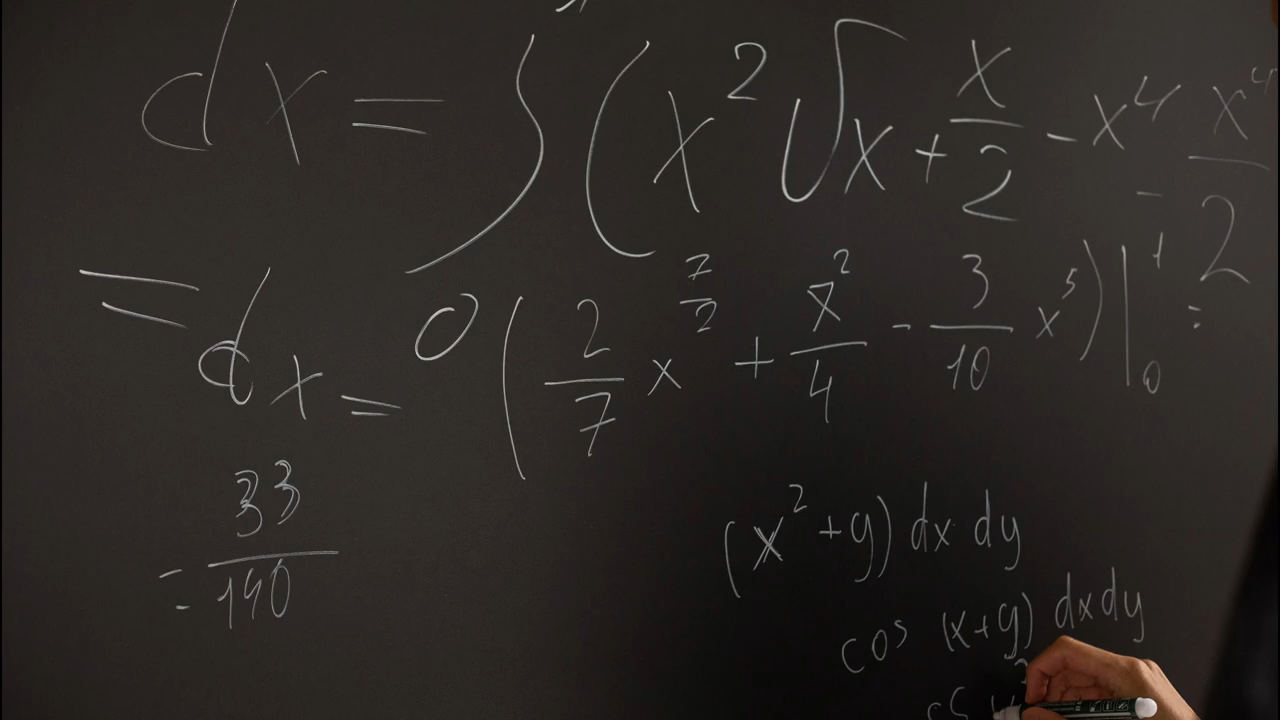 dx = ∫ (x² √x + x/2 - x⁴ - x⁴/2
= dx = 0 (2/7 x^7/2 + x²/4 - 3/10 x⁵) |₀¹ =
= 33/140
(x² + y) dx dy
cos (x+y) dx dy